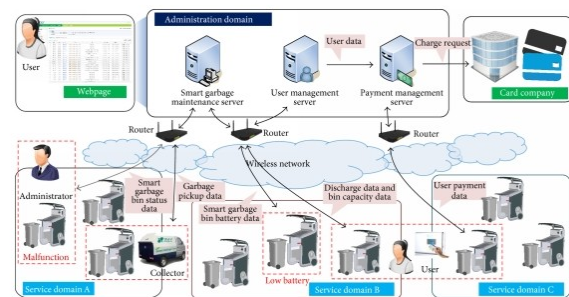 Administration domain
User
Webpage
Smart garbage
maintenance server
User management
server
User data
Payment management
server
Charge request
Card company
Router
Router
Router
Wireless network
Administrator
Malfunction
Smart
garbage
bin status
data
Garbage
pickup data
Collector
Service domain A
Smart garbage
bin battery data
Discharge data and
bin capacity data
Low battery
Service domain B
User
User payment
data
Service domain C